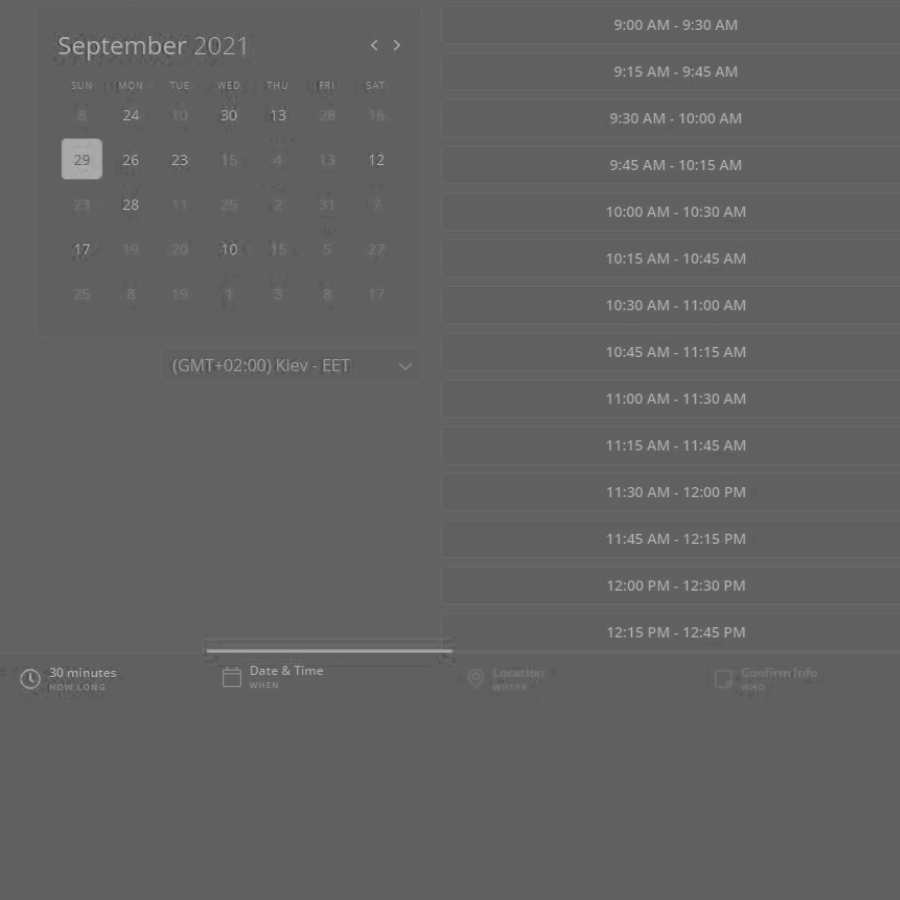 September 2021
SUN MON TUE WED THU FRI SAT
8 24 10 30 13 28 16
29 26 23 15 4 13 12
23 28 11 25 2 31 7
17 19 20 10 15 5 27
25 8 19 1 3 8 17
(GMT+02:00) Kiev - EET
9:00 AM - 9:30 AM
9:15 AM - 9:45 AM
9:30 AM - 10:00 AM
9:45 AM - 10:15 AM
10:00 AM - 10:30 AM
10:15 AM - 10:45 AM
10:30 AM - 11:00 AM
10:45 AM - 11:15 AM
11:00 AM - 11:30 AM
11:15 AM - 11:45 AM
11:30 AM - 12:00 PM
11:45 AM - 12:15 PM
12:00 PM - 12:30 PM
12:15 PM - 12:45 PM
30 minutes
HOW LONG
Date & Time
WHEN
Location
WHERE
Confirm Info
WHO